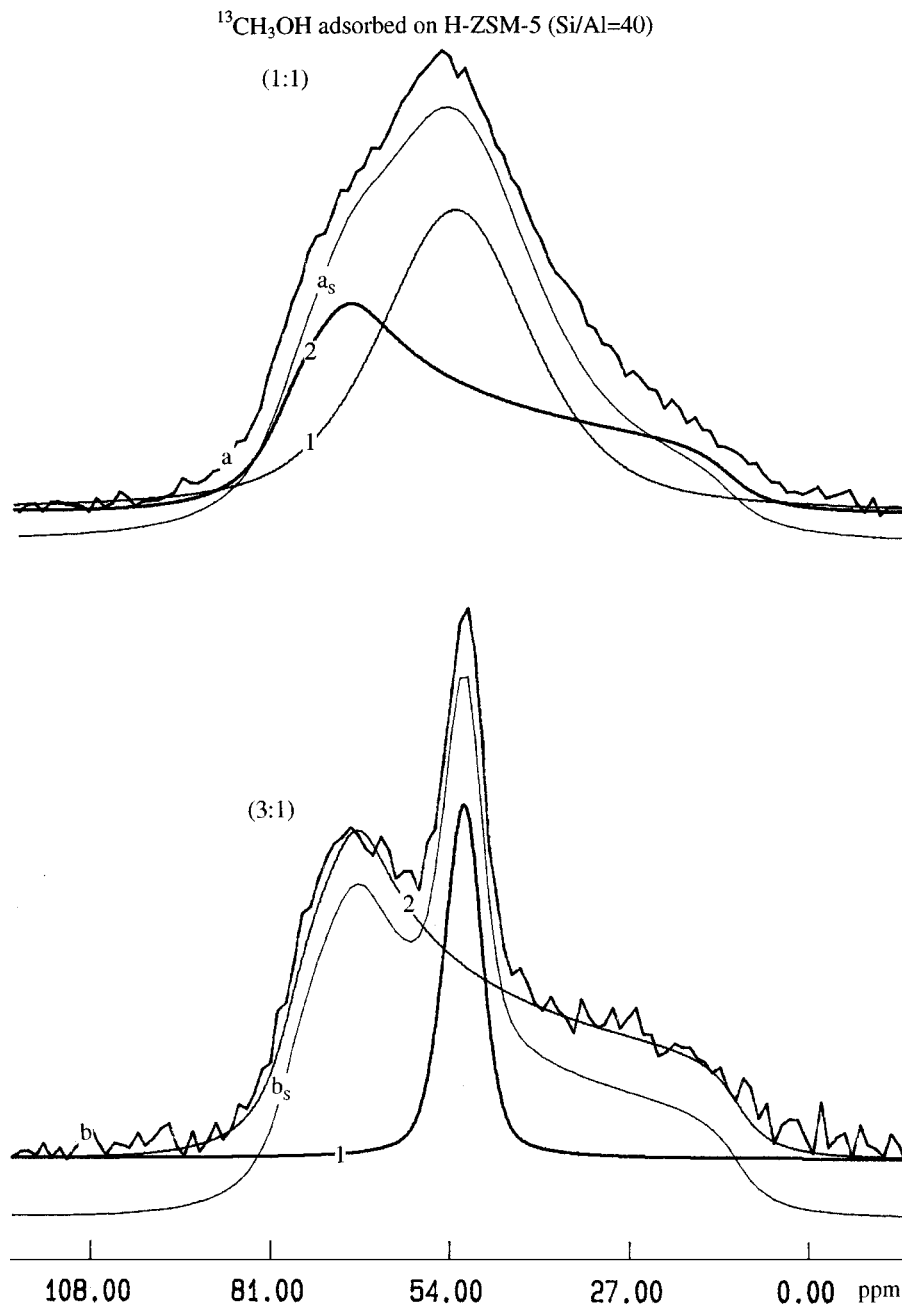 ¹³CH₃OH adsorbed on H-ZSM-5 (Si/Al=40)
(1:1)
aₛ
2
a
1
(3:1)
2
bₛ
b
1
108.00 81.00 54.00 27.00 0.00 ppm